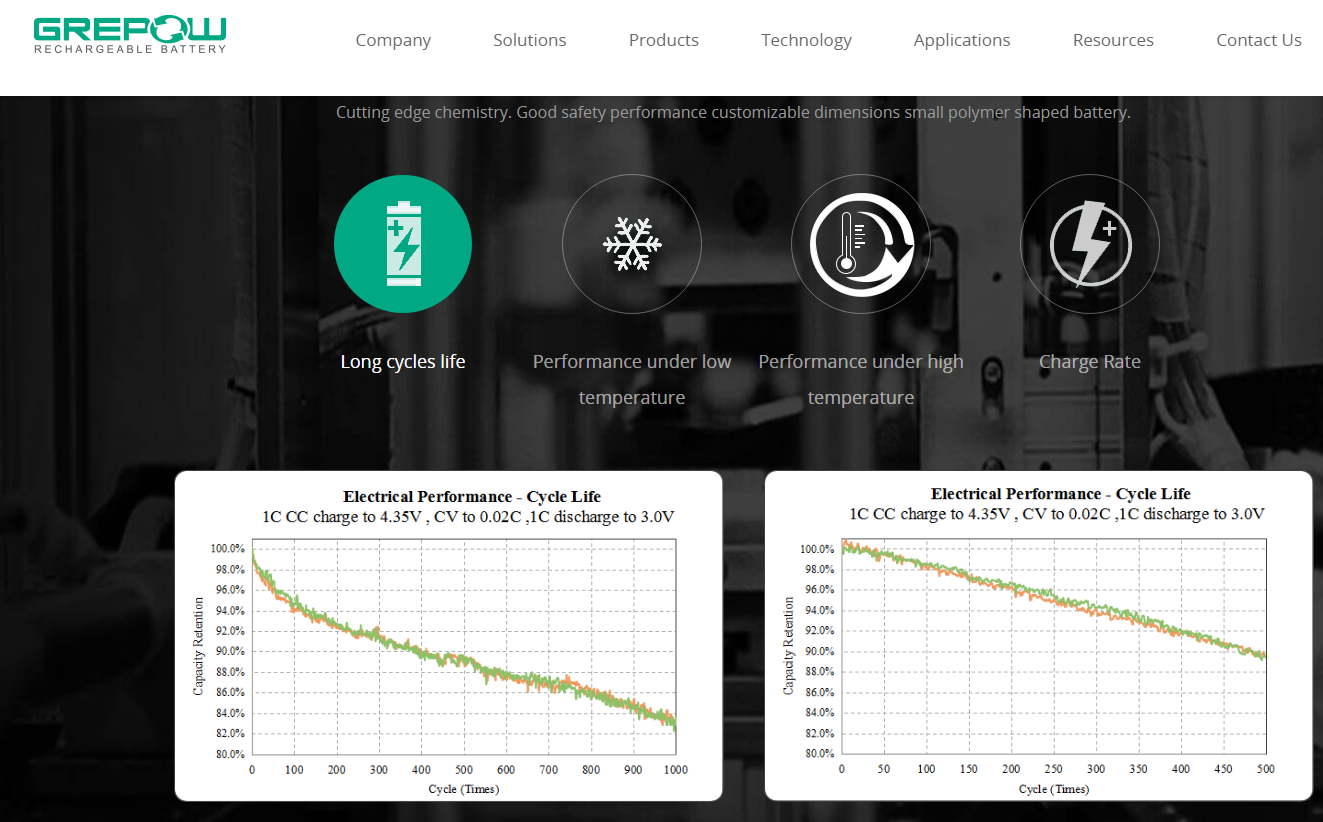 GREPOW
RECHARGEABLE BATTERY
Company
Solutions
Products
Technology
Applications
Resources
Contact Us
Cutting edge chemistry. Good safety performance customizable dimensions small polymer shaped battery.
Long cycles life
Performance under low
temperature
Performance under high
temperature
Charge Rate
Electrical Performance - Cycle Life
1C CC charge to 4.35V , CV to 0.02C ,1C discharge to 3.0V
Capacity Retention
100.0%
98.0%
96.0%
94.0%
92.0%
90.0%
88.0%
86.0%
84.0%
82.0%
80.0%
0 100 200 300 400 500 600 700 800 900 1000
Cycle (Times)
Electrical Performance - Cycle Life
1C CC charge to 4.35V , CV to 0.02C ,1C discharge to 3.0V
Capacity Retention
100.0%
98.0%
96.0%
94.0%
92.0%
90.0%
88.0%
86.0%
84.0%
82.0%
80.0%
0 50 100 150 200 250 300 350 400 450 500
Cycle (Times)